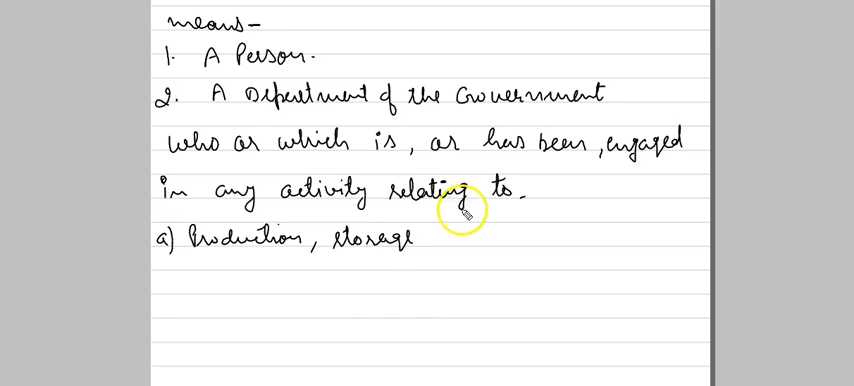 means-
1. A Person.
2. A Department of the Government
who or which is, or has been, engaged
in any activity relating to-
a) Production, storage